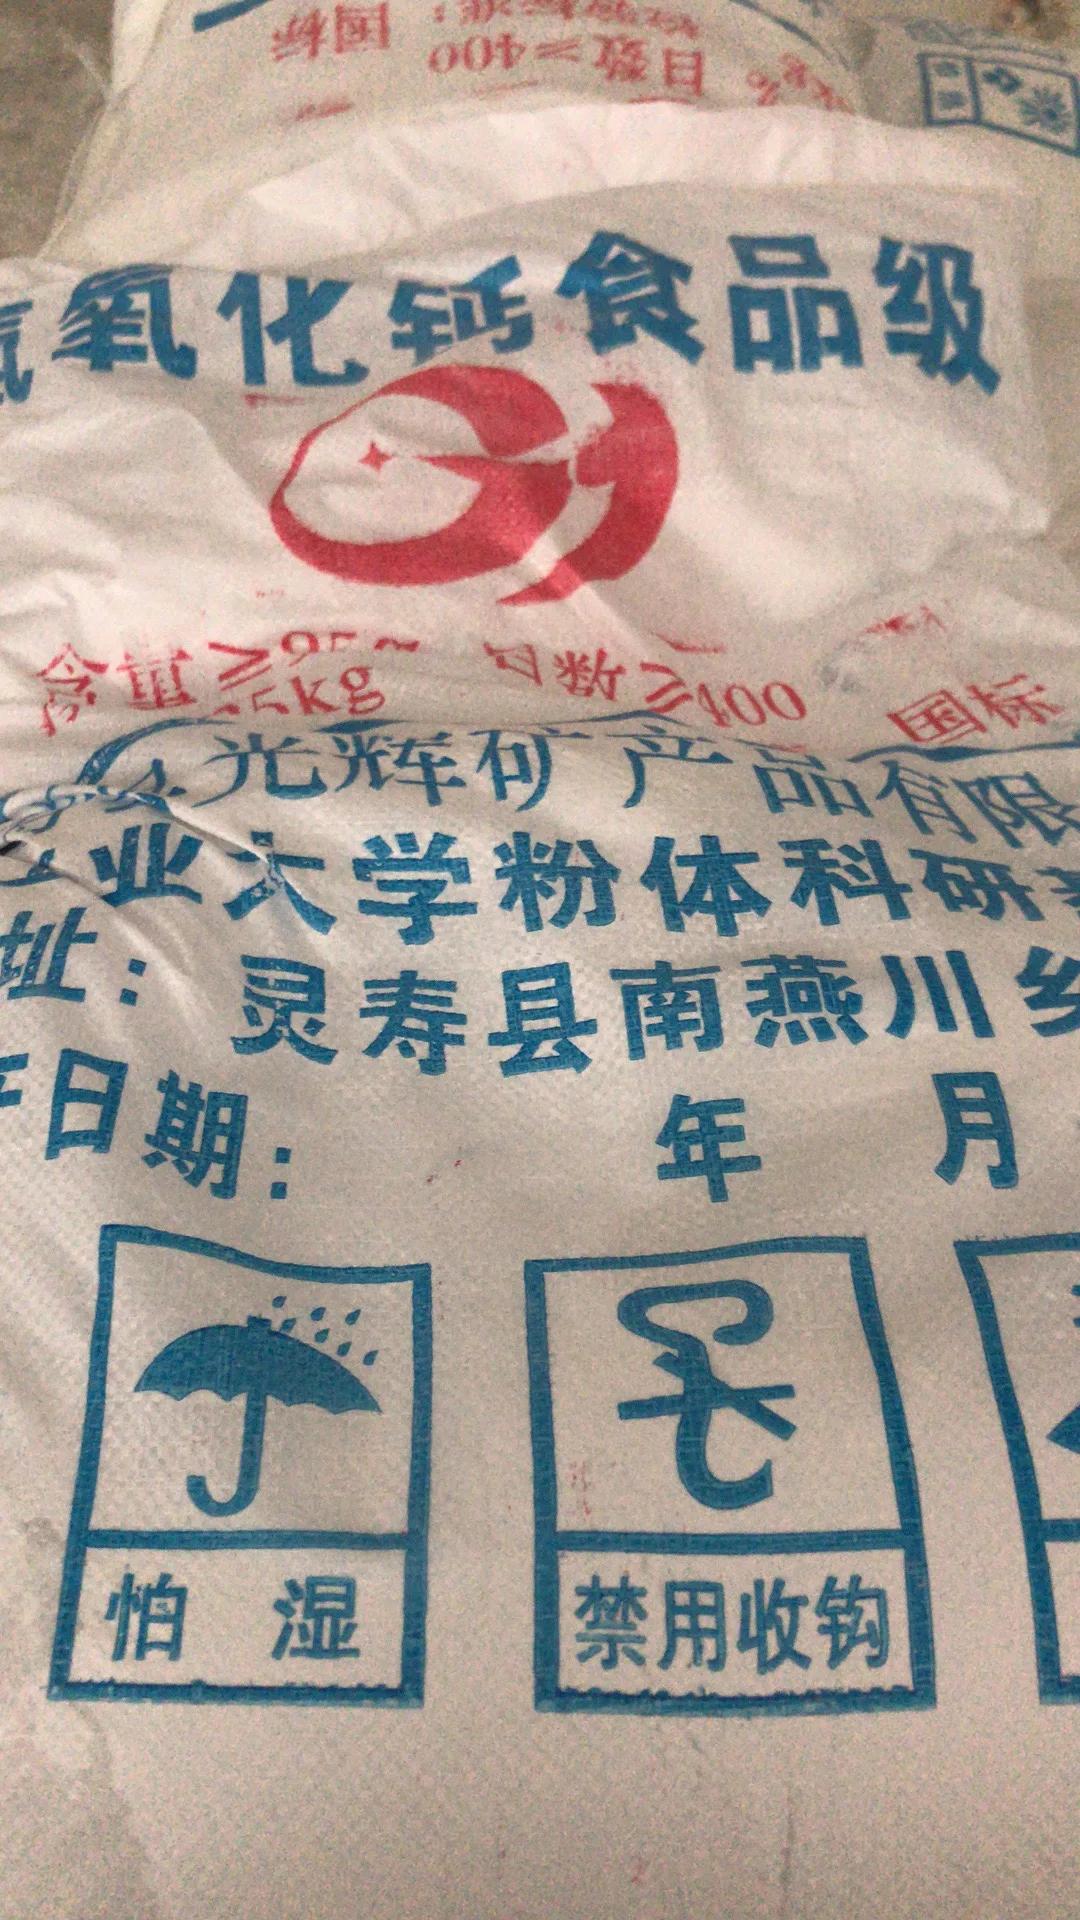 国标 目数≥400
氧化钙食品级
含量≥95% 目数≥400 国标
25kg
光辉矿产品有限
业大学粉体科研
址：灵寿县南燕川乡
日期： 年 月
怕 湿 禁用收钩